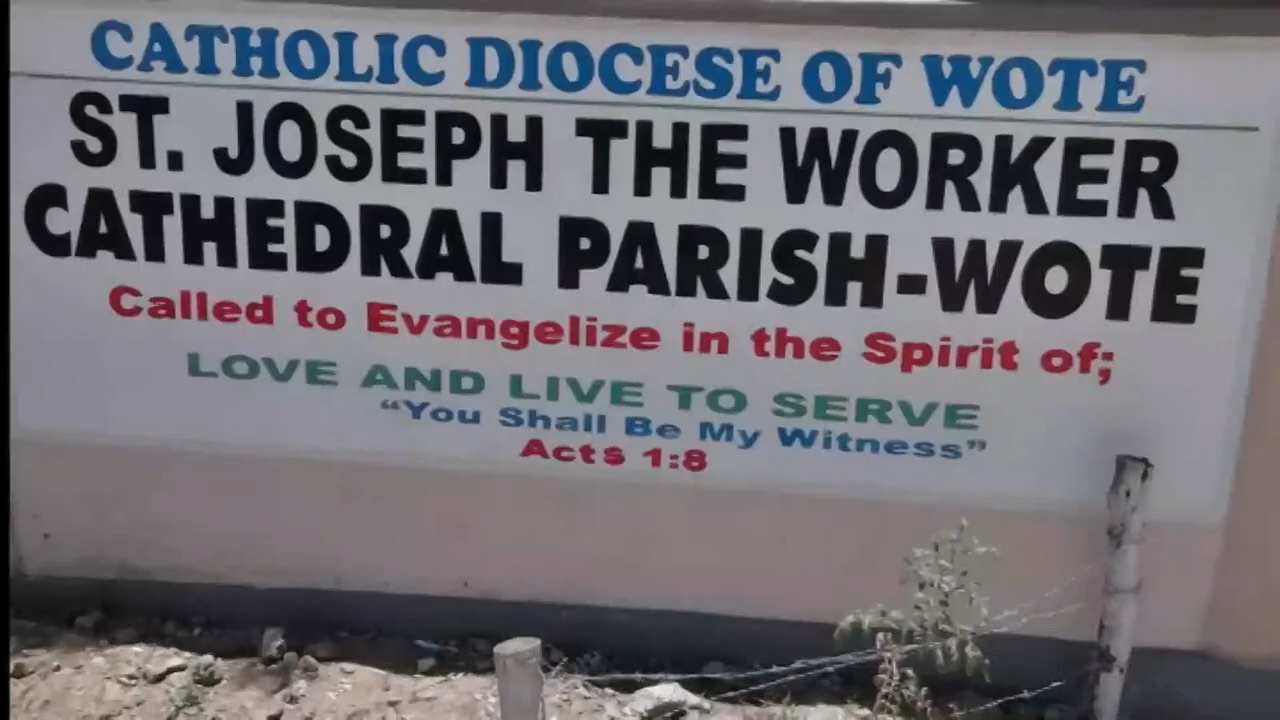 CATHOLIC DIOCESE OF WOTE
ST. JOSEPH THE WORKER
CATHEDRAL PARISH-WOTE
Called to Evangelize in the Spirit of;
LOVE AND LIVE TO SERVE
“You Shall Be My Witness”
Acts 1:8